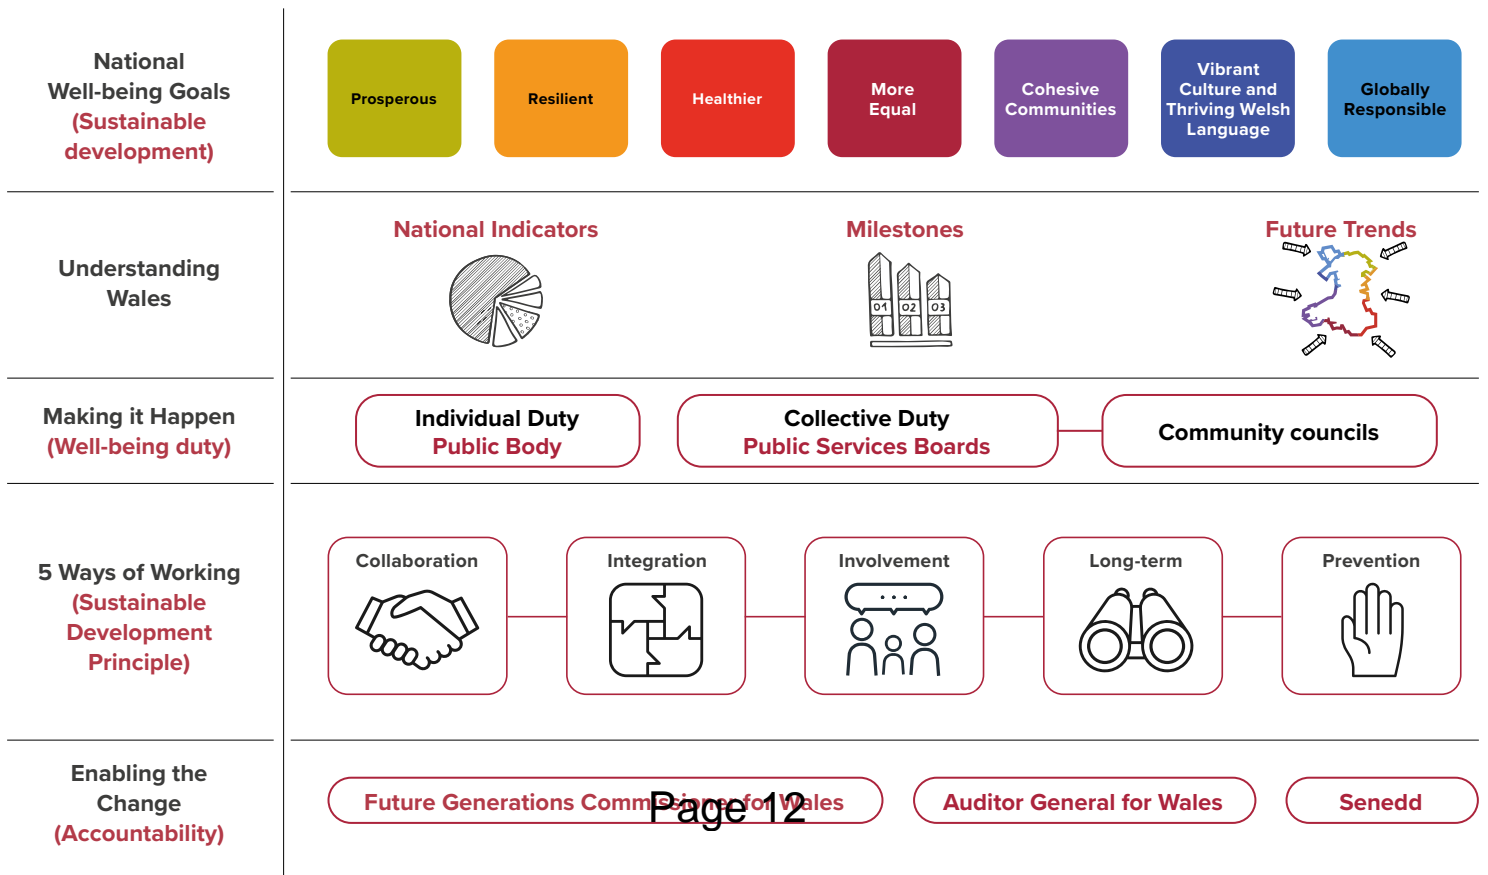 National
Well-being Goals
(Sustainable
development)
Prosperous
Resilient
Healthier
More
Equal
Cohesive
Communities
Vibrant
Culture and
Thriving Welsh
Language
Globally
Responsible
Understanding
Wales
National Indicators
Milestones
01 02 03
Future Trends
Making it Happen
(Well-being duty)
Individual Duty
Public Body
Collective Duty
Public Services Boards
Community councils
5 Ways of Working
(Sustainable
Development
Principle)
Collaboration
Integration
Involvement
Long-term
Prevention
Enabling the
Change
(Accountability)
Future Generations Commissioner for Wales
Page 12
Auditor General for Wales
Senedd